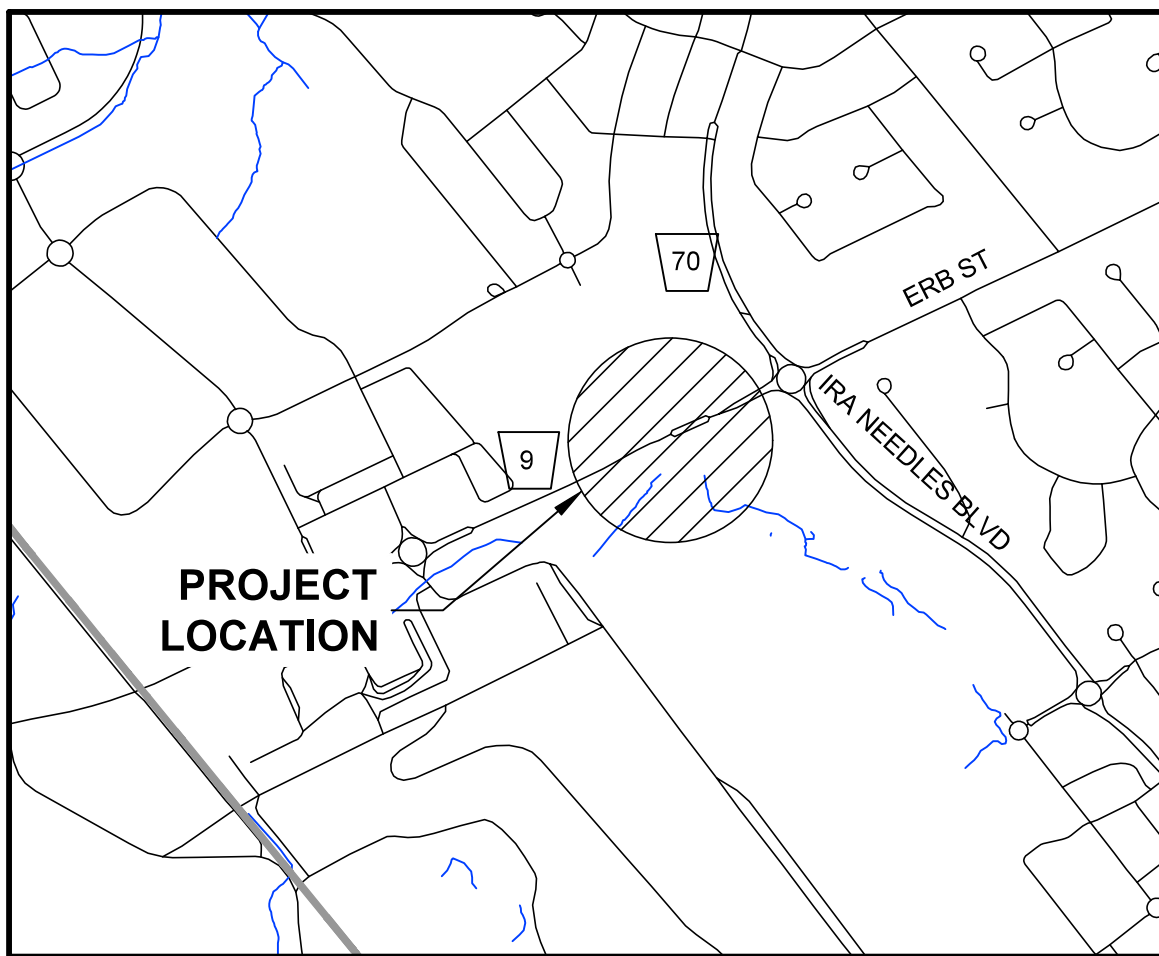 70
ERB ST
IRA NEEDLES BLVD
9
PROJECT
LOCATION